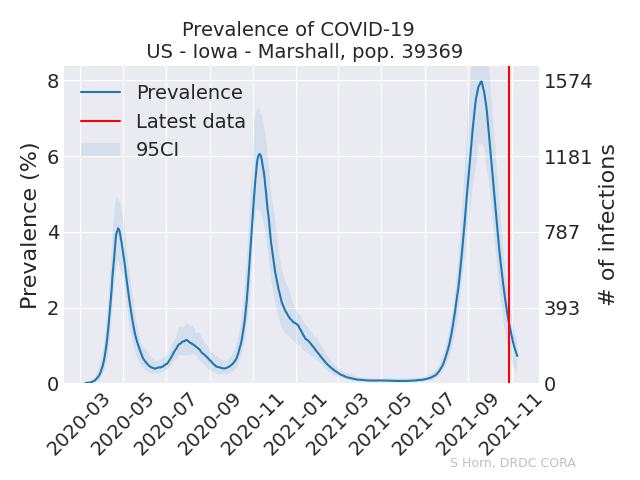 Prevalence of COVID-19
US - Iowa - Marshall, pop. 39369
Prevalence
Latest data
95CI
Prevalence (%)
8
6
4
2
0
1574
1181
787
393
0
# of infections
2020-03
2020-05
2020-07
2020-09
2020-11
2021-01
2021-03
2021-05
2021-07
2021-09
2021-11
S Horn, DRDC CORA